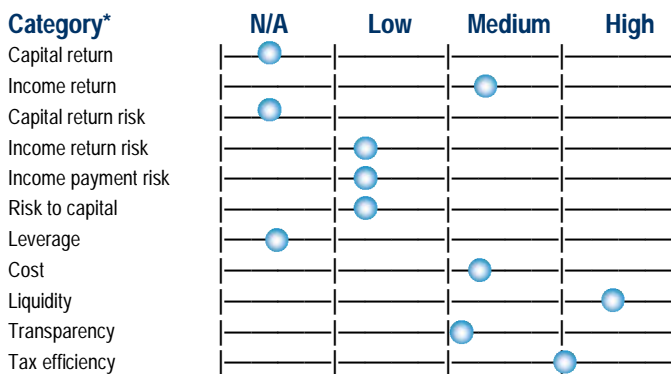 Category* N/A Low Medium High
Capital return
Income return
Capital return risk
Income return risk
Income payment risk
Risk to capital
Leverage
Cost
Liquidity
Transparency
Tax efficiency